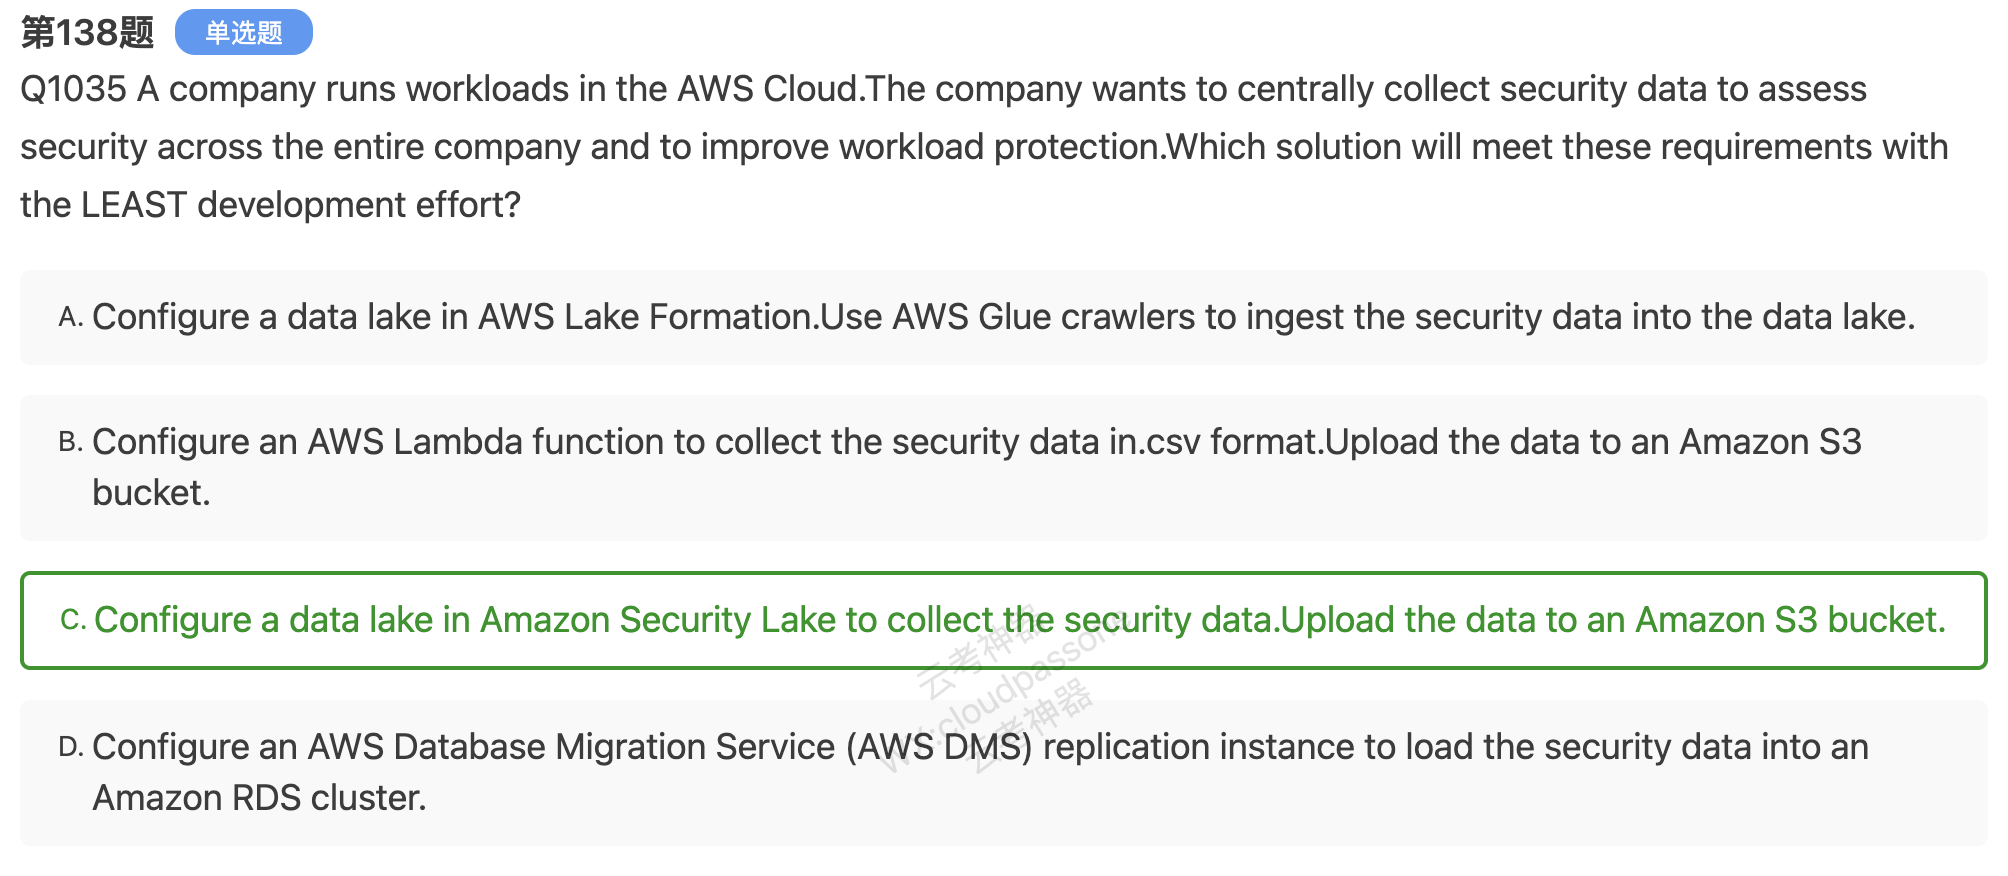 第138题 单选题
Q1035 A company runs workloads in the AWS Cloud.The company wants to centrally collect security data to assess
security across the entire company and to improve workload protection.Which solution will meet these requirements with
the LEAST development effort?
A. Configure a data lake in AWS Lake Formation.Use AWS Glue crawlers to ingest the security data into the data lake.
B. Configure an AWS Lambda function to collect the security data in.csv format.Upload the data to an Amazon S3
bucket.
C. Configure a data lake in Amazon Security Lake to collect the security data.Upload the data to an Amazon S3 bucket.
云考神器
cloudpassone
云考神器
D. Configure an AWS Database Migration Service (AWS DMS) replication instance to load the security data into an
Amazon RDS cluster.